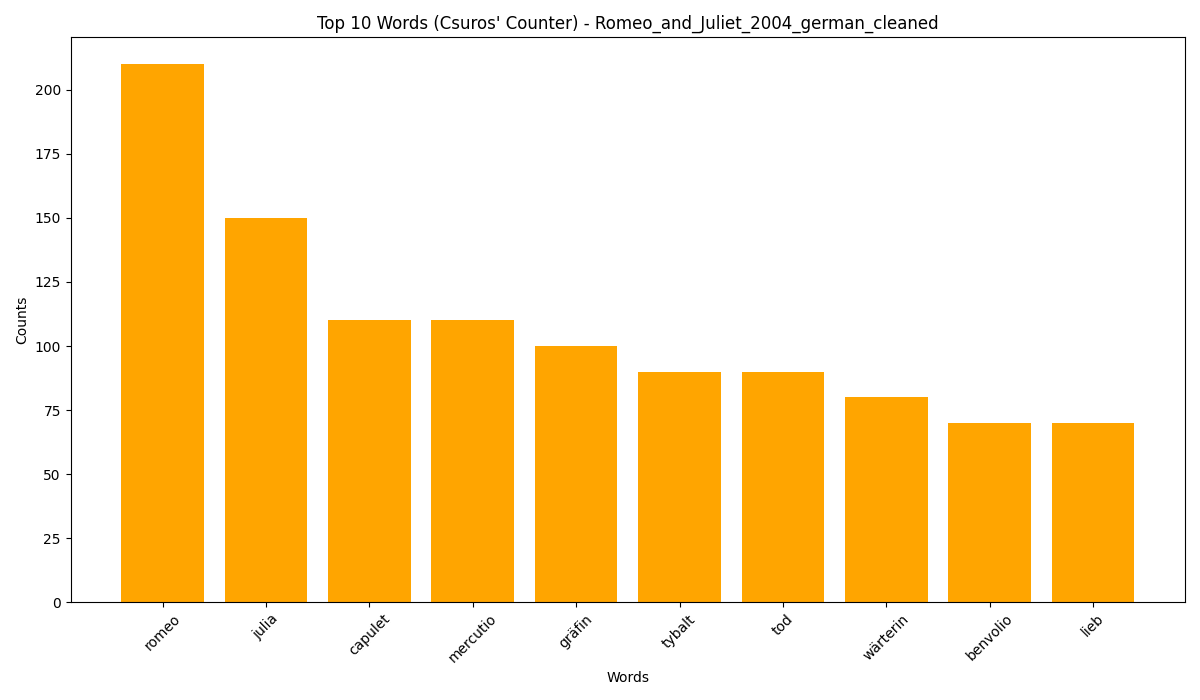 Top 10 Words (Csuros' Counter) - Romeo_and_Juliet_2004_german_cleaned
Counts
200
175
150
125
100
75
50
25
0
romeo
julia
capulet
mercutio
gräfin
tybalt
tod
wärterin
benvolio
lieb
Words